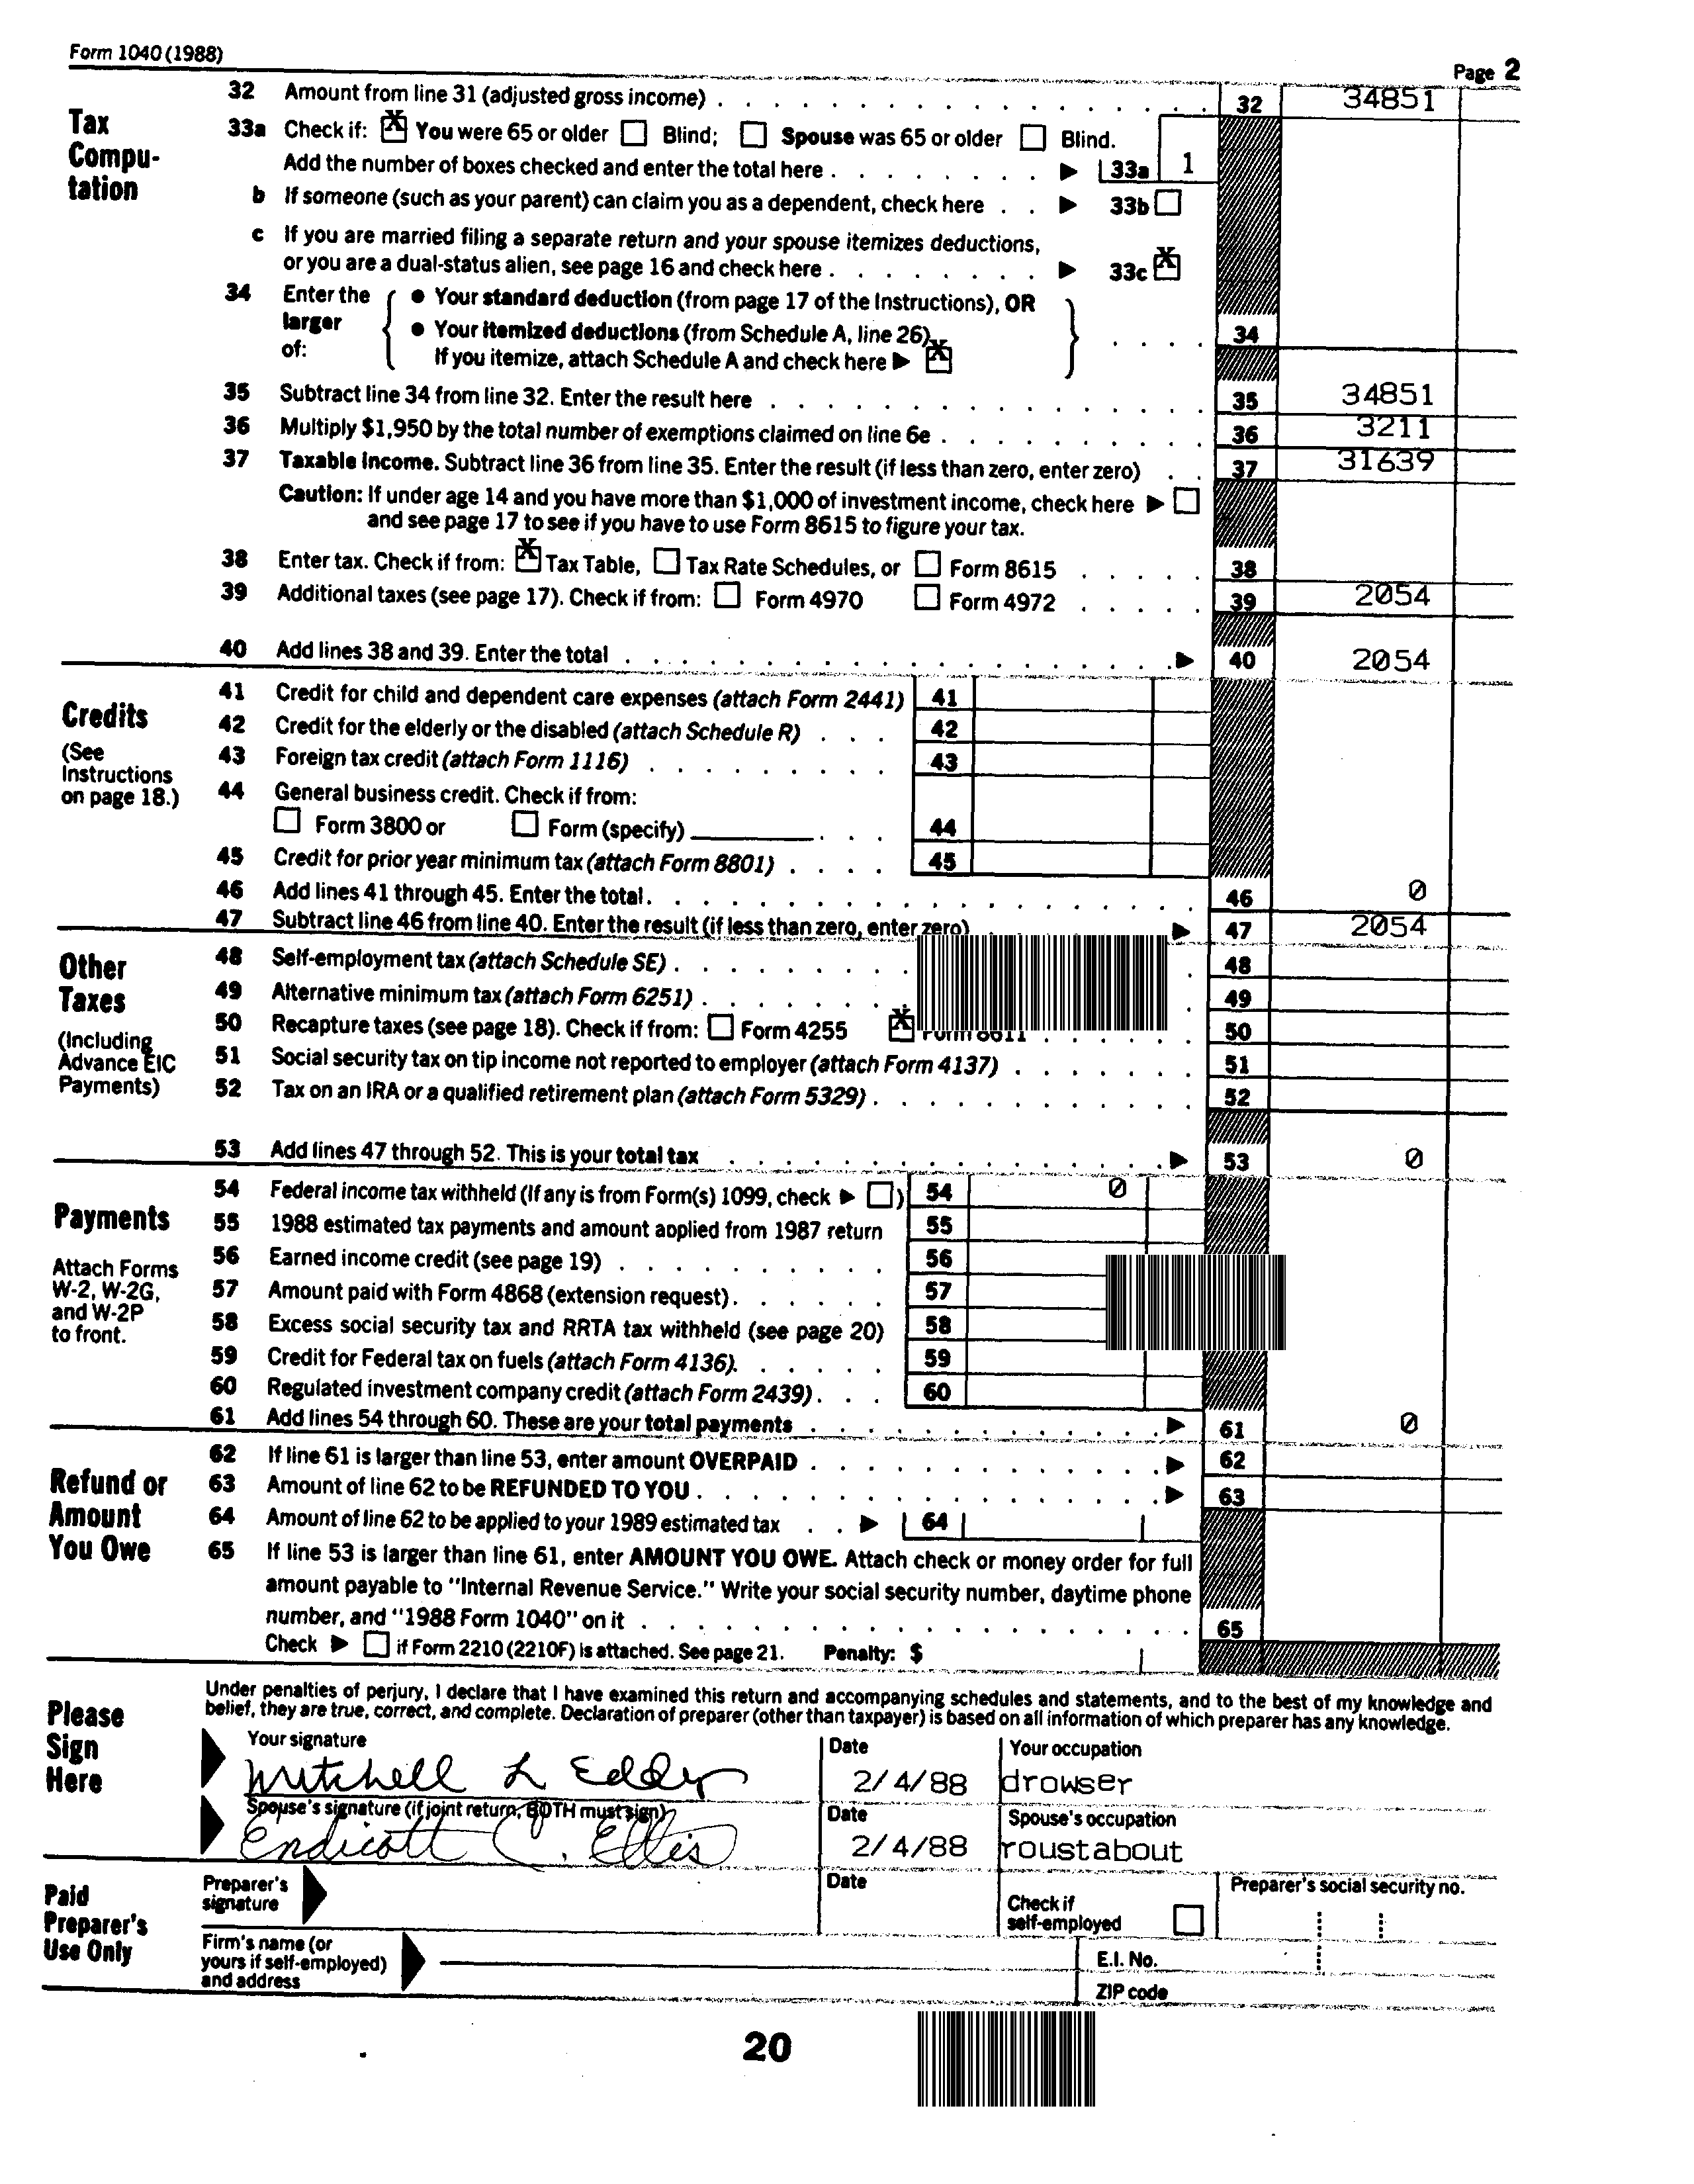 Form 1040 (1988)
Page 2
Tax Compu-tation
32 Amount from line 31 (adjusted gross income) . . . . 32 34851
33a Check if: X You were 65 or older ☐ Blind; ☐ Spouse was 65 or older ☐ Blind.
Add the number of boxes checked and enter the total here . . . . ▶ 33a 1
b If someone (such as your parent) can claim you as a dependent, check here . . ▶ 33b ☐
c If you are married filing a separate return and your spouse itemizes deductions,
or you are a dual-status alien, see page 16 and check here . . . . ▶ 33c X
34 Enter the larger of:
● Your standard deduction (from page 17 of the Instructions), OR
● Your itemized deductions (from Schedule A, line 26).
If you itemize, attach Schedule A and check here ▶ X . . . . 34
35 Subtract line 34 from line 32. Enter the result here . . . . 35 34851
36 Multiply $1,950 by the total number of exemptions claimed on line 6e . . . . 36 3211
37 Taxable income. Subtract line 36 from line 35. Enter the result (if less than zero, enter zero) . . 37 31639
Caution: If under age 14 and you have more than $1,000 of investment income, check here ▶ ☐
and see page 17 to see if you have to use Form 8615 to figure your tax.
38 Enter tax. Check if from: X Tax Table, ☐ Tax Rate Schedules, or ☐ Form 8615 . . . . 38
39 Additional taxes (see page 17). Check if from: ☐ Form 4970 ☐ Form 4972 . . . . 39 2054
40 Add lines 38 and 39. Enter the total . . . . ▶ 40 2054
Credits
(See Instructions on page 18.)
41 Credit for child and dependent care expenses (attach Form 2441) 41
42 Credit for the elderly or the disabled (attach Schedule R) . . . 42
43 Foreign tax credit (attach Form 1116) . . . . 43
44 General business credit. Check if from:
☐ Form 3800 or ☐ Form (specify) ________ . . . 44
45 Credit for prior year minimum tax (attach Form 8801) . . . . 45
46 Add lines 41 through 45. Enter the total . . . . 46 0
47 Subtract line 46 from line 40. Enter the result (if less than zero, enter zero) ▶ 47 2054
Other Taxes
(Including Advance EIC Payments)
48 Self-employment tax (attach Schedule SE) . . . . 48
49 Alternative minimum tax (attach Form 6251) . . . . 49
50 Recapture taxes (see page 18). Check if from: ☐ Form 4255 X Form 8611 . . . . 50
51 Social security tax on tip income not reported to employer (attach Form 4137) . . . . 51
52 Tax on an IRA or a qualified retirement plan (attach Form 5329) . . . . 52
53 Add lines 47 through 52. This is your total tax . . . . ▶ 53 0
Payments
Attach Forms W-2, W-2G, and W-2P to front.
54 Federal income tax withheld (If any is from Form(s) 1099, check ▶ ☐) 54 0
55 1988 estimated tax payments and amount applied from 1987 return 55
56 Earned income credit (see page 19) . . . . 56
57 Amount paid with Form 4868 (extension request) . . . . 57
58 Excess social security tax and RRTA tax withheld (see page 20) 58
59 Credit for Federal tax on fuels (attach Form 4136) . . . . 59
60 Regulated investment company credit (attach Form 2439) . . . 60
61 Add lines 54 through 60. These are your total payments . . . . ▶ 61 0
Refund or Amount You Owe
62 If line 61 is larger than line 53, enter amount OVERPAID . . . . ▶ 62
63 Amount of line 62 to be REFUNDED TO YOU . . . . ▶ 63
64 Amount of line 62 to be applied to your 1989 estimated tax . . ▶ 64
65 If line 53 is larger than line 61, enter AMOUNT YOU OWE. Attach check or money order for full
amount payable to "Internal Revenue Service." Write your social security number, daytime phone
number, and "1988 Form 1040" on it . . . . 65
Check ▶ ☐ if Form 2210 (2210F) is attached. See page 21. Penalty: $
Please Sign Here
Under penalties of perjury, I declare that I have examined this return and accompanying schedules and statements, and to the best of my knowledge and
belief, they are true, correct, and complete. Declaration of preparer (other than taxpayer) is based on all information of which preparer has any knowledge.
Your signature Date Your occupation
Mitchell L Eddy 2/4/88 drowser
Spouse's signature (if joint return, BOTH must sign) Date Spouse's occupation
Endicott C. Ellis 2/4/88 roustabout
Paid Preparer's Use Only
Preparer's signature Date Check if self-employed ☐ Preparer's social security no.
Firm's name (or yours if self-employed) and address
E.I. No.
ZIP code
20